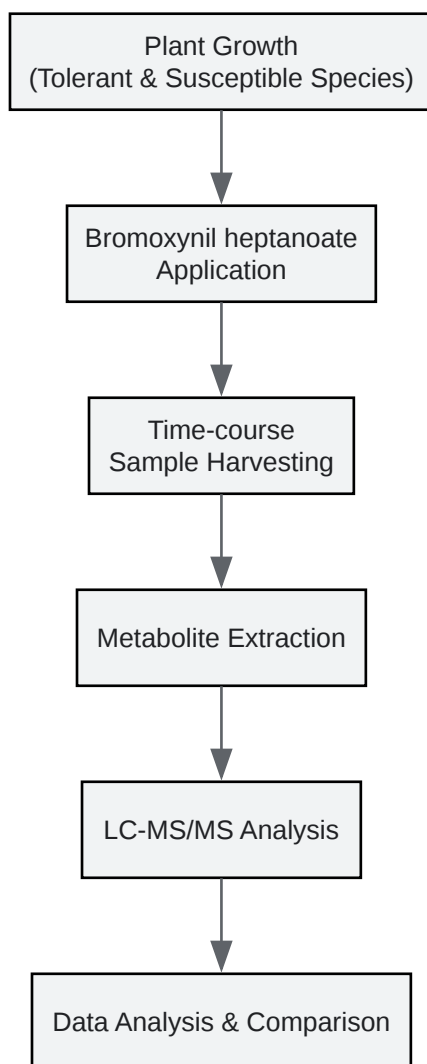 Plant Growth
(Tolerant & Susceptible Species)
Bromoxynil heptanoate
Application
Time-course
Sample Harvesting
Metabolite Extraction
LC-MS/MS Analysis
Data Analysis & Comparison